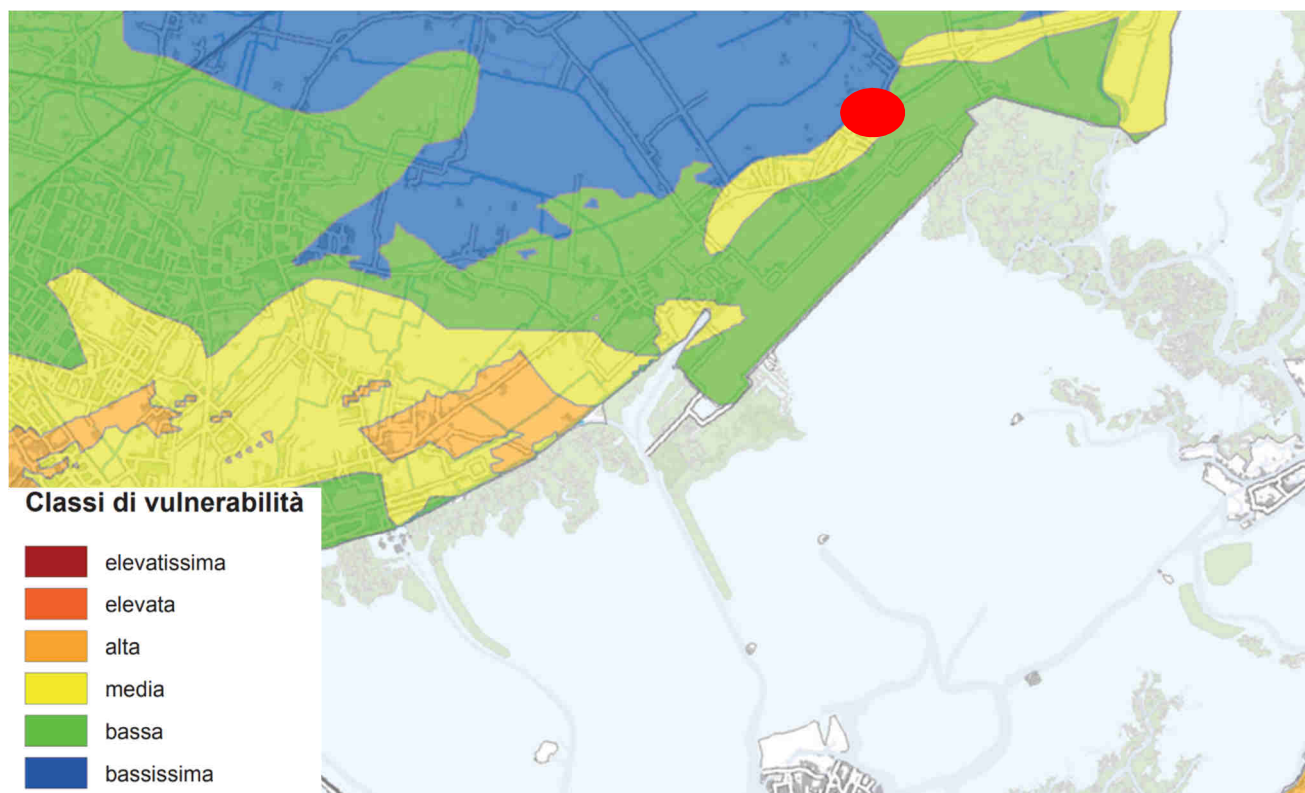 Classi di vulnerabilità
elevatissima
elevata
alta
media
bassa
bassissima